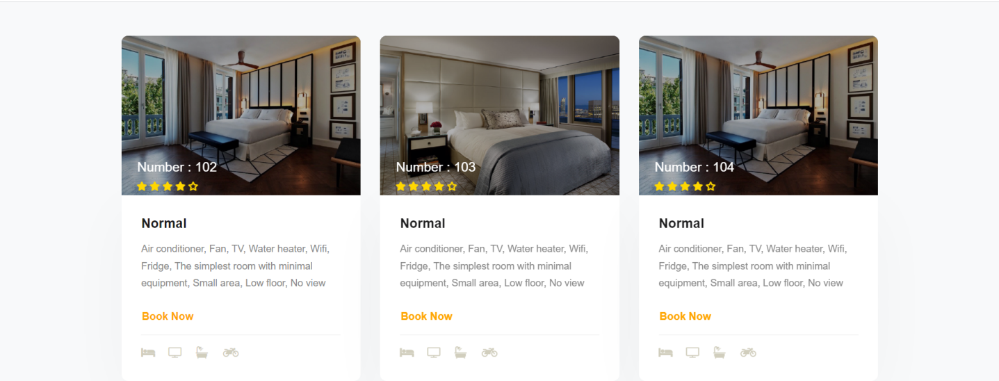 Number : 102
Number : 103
Number : 104
Normal
Air conditioner, Fan, TV, Water heater, Wifi,
Fridge, The simplest room with minimal
equipment, Small area, Low floor, No view
Book Now
Normal
Air conditioner, Fan, TV, Water heater, Wifi,
Fridge, The simplest room with minimal
equipment, Small area, Low floor, No view
Book Now
Normal
Air conditioner, Fan, TV, Water heater, Wifi,
Fridge, The simplest room with minimal
equipment, Small area, Low floor, No view
Book Now